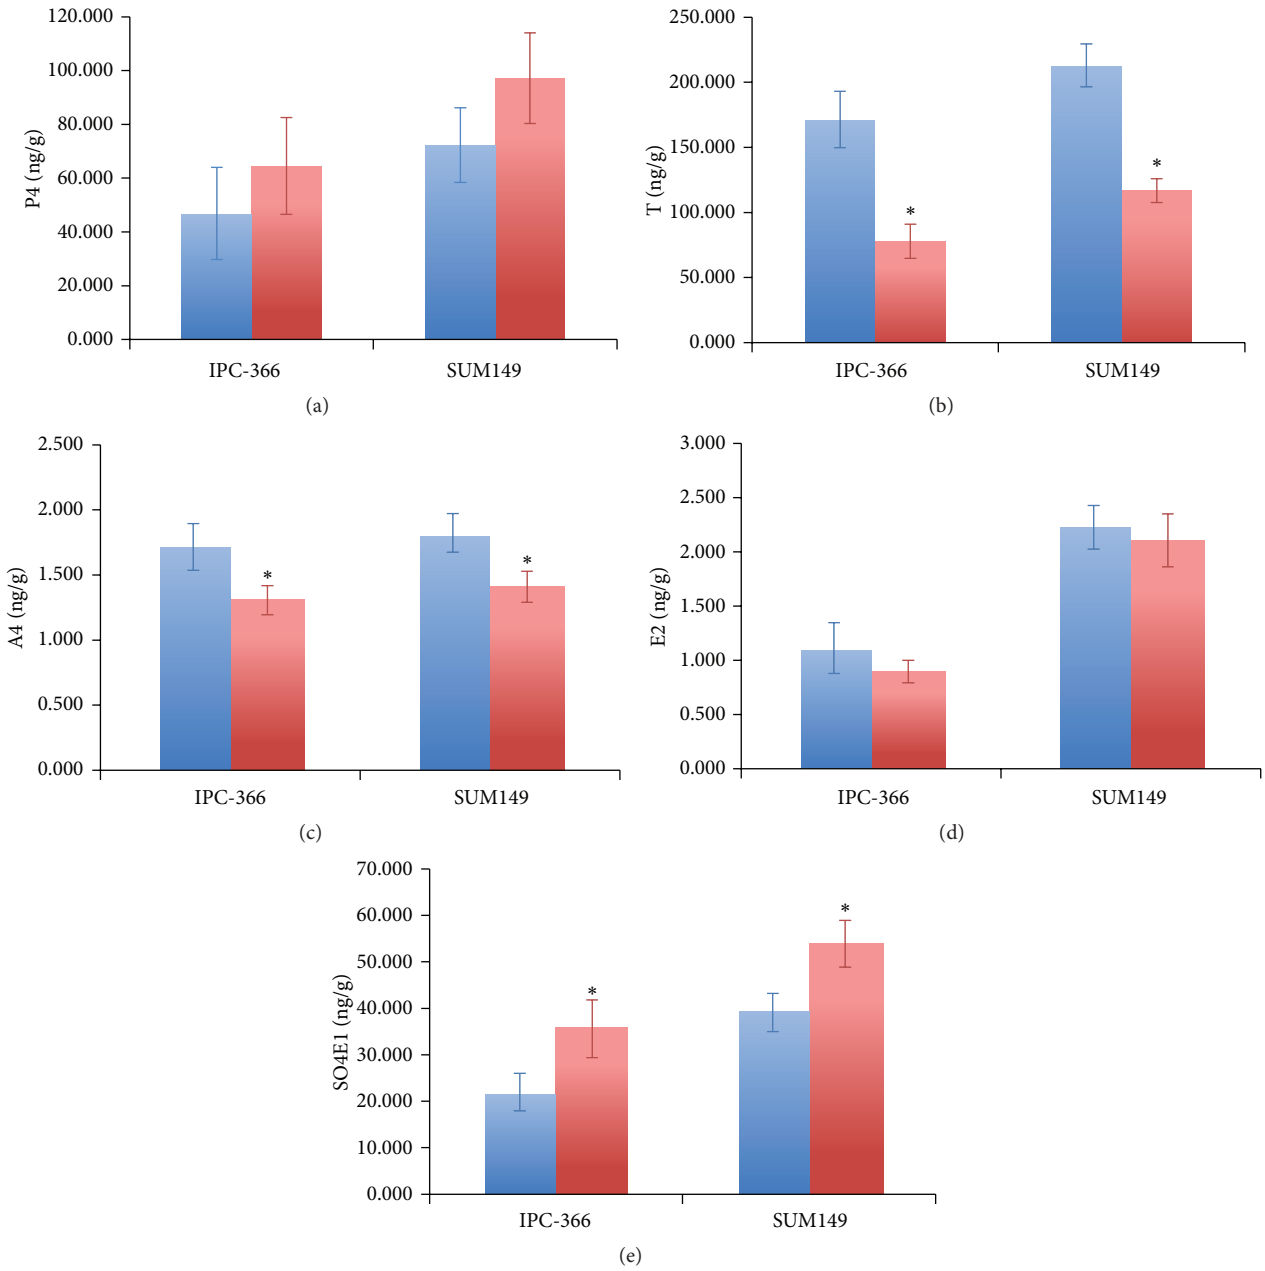 120.000
100.000
80.000
60.000
40.000
20.000
0.000
P4 (ng/g)
IPC-366
SUM149
(a)
250.000
200.000
150.000
100.000
50.000
0.000
T (ng/g)
*
*
IPC-366
SUM149
(b)
2.500
2.000
1.500
1.000
0.500
0.000
A4 (ng/g)
*
*
IPC-366
SUM149
(c)
3.000
2.500
2.000
1.500
1.000
0.500
0.000
E2 (ng/g)
IPC-366
SUM149
(d)
70.000
60.000
50.000
40.000
30.000
20.000
10.000
0.000
SO4E1 (ng/g)
*
*
IPC-366
SUM149
(e)